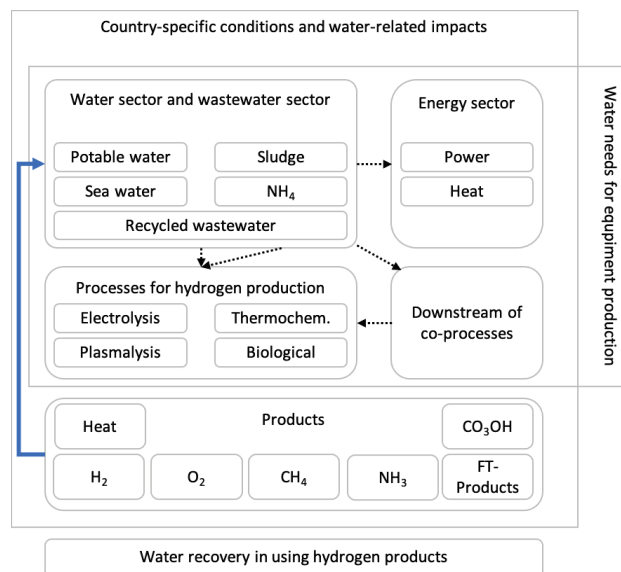 Country-specific conditions and water-related impacts
Water sector and wastewater sector
Potable water
Sludge
Sea water
NH₄
Recycled wastewater
Energy sector
Power
Heat
Water needs for equpiment production
Processes for hydrogen production
Electrolysis
Thermochem.
Plasmalysis
Biological
Downstream of
co-processes
Products
Heat
CO₃OH
H₂
O₂
CH₄
NH₃
FT-
Products
Water recovery in using hydrogen products